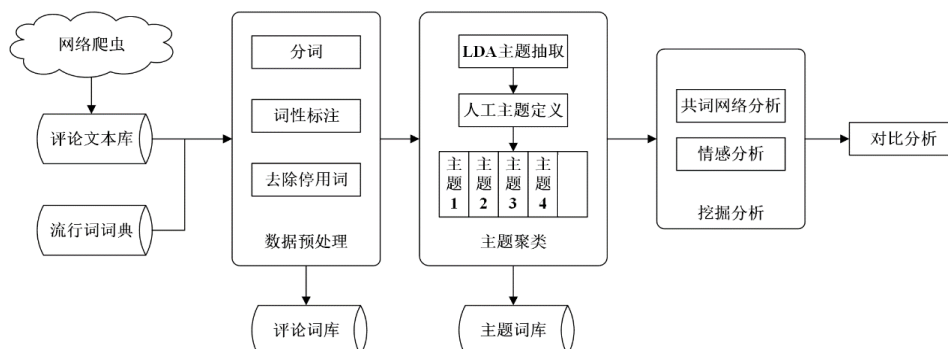 网络爬虫
评论文本库
流行词词典
分词
词性标注
去除停用词
数据预处理
评论词库
LDA主题抽取
人工主题定义
主题1
主题2
主题3
主题4
主题聚类
主题词库
共词网络分析
情感分析
挖掘分析
对比分析